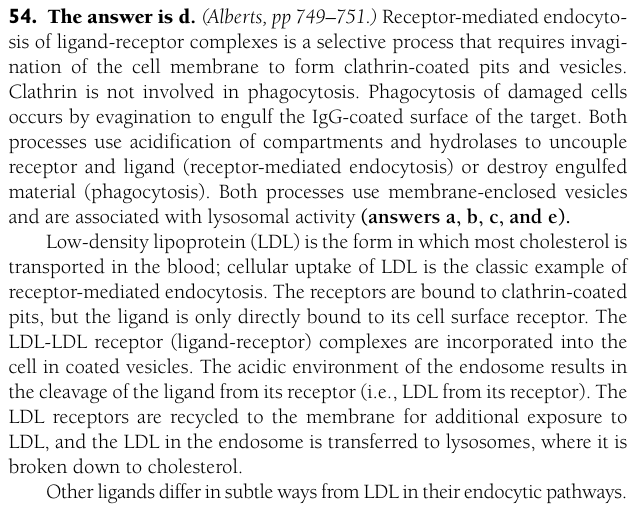 54. The answer is d. (Alberts, pp 749–751.) Receptor-mediated endocyto-
sis of ligand-receptor complexes is a selective process that requires invagi-
nation of the cell membrane to form clathrin-coated pits and vesicles.
Clathrin is not involved in phagocytosis. Phagocytosis of damaged cells
occurs by evagination to engulf the IgG-coated surface of the target. Both
processes use acidification of compartments and hydrolases to uncouple
receptor and ligand (receptor-mediated endocytosis) or destroy engulfed
material (phagocytosis). Both processes use membrane-enclosed vesicles
and are associated with lysosomal activity (answers a, b, c, and e).
Low-density lipoprotein (LDL) is the form in which most cholesterol is
transported in the blood; cellular uptake of LDL is the classic example of
receptor-mediated endocytosis. The receptors are bound to clathrin-coated
pits, but the ligand is only directly bound to its cell surface receptor. The
LDL-LDL receptor (ligand-receptor) complexes are incorporated into the
cell in coated vesicles. The acidic environment of the endosome results in
the cleavage of the ligand from its receptor (i.e., LDL from its receptor). The
LDL receptors are recycled to the membrane for additional exposure to
LDL, and the LDL in the endosome is transferred to lysosomes, where it is
broken down to cholesterol.
Other ligands differ in subtle ways from LDL in their endocytic pathways.